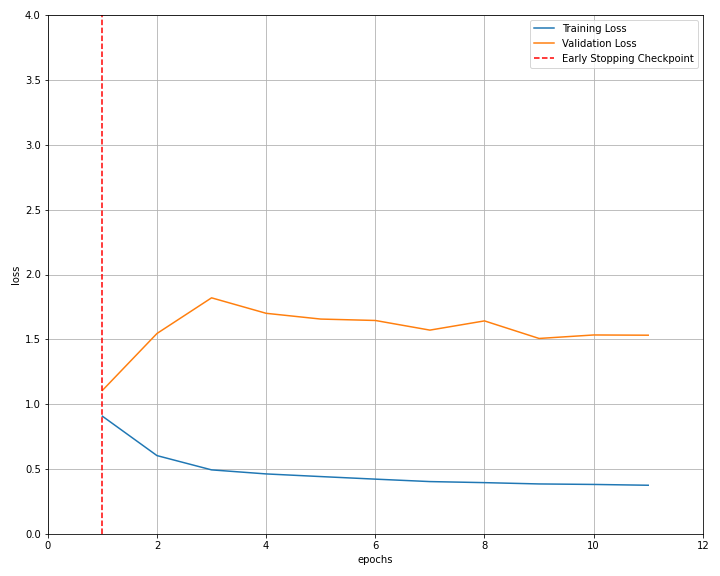 4.0
3.5
3.0
2.5
2.0
1.5
1.0
0.5
0.0
loss
0 2 4 6 8 10 12
epochs
Training Loss
Validation Loss
Early Stopping Checkpoint